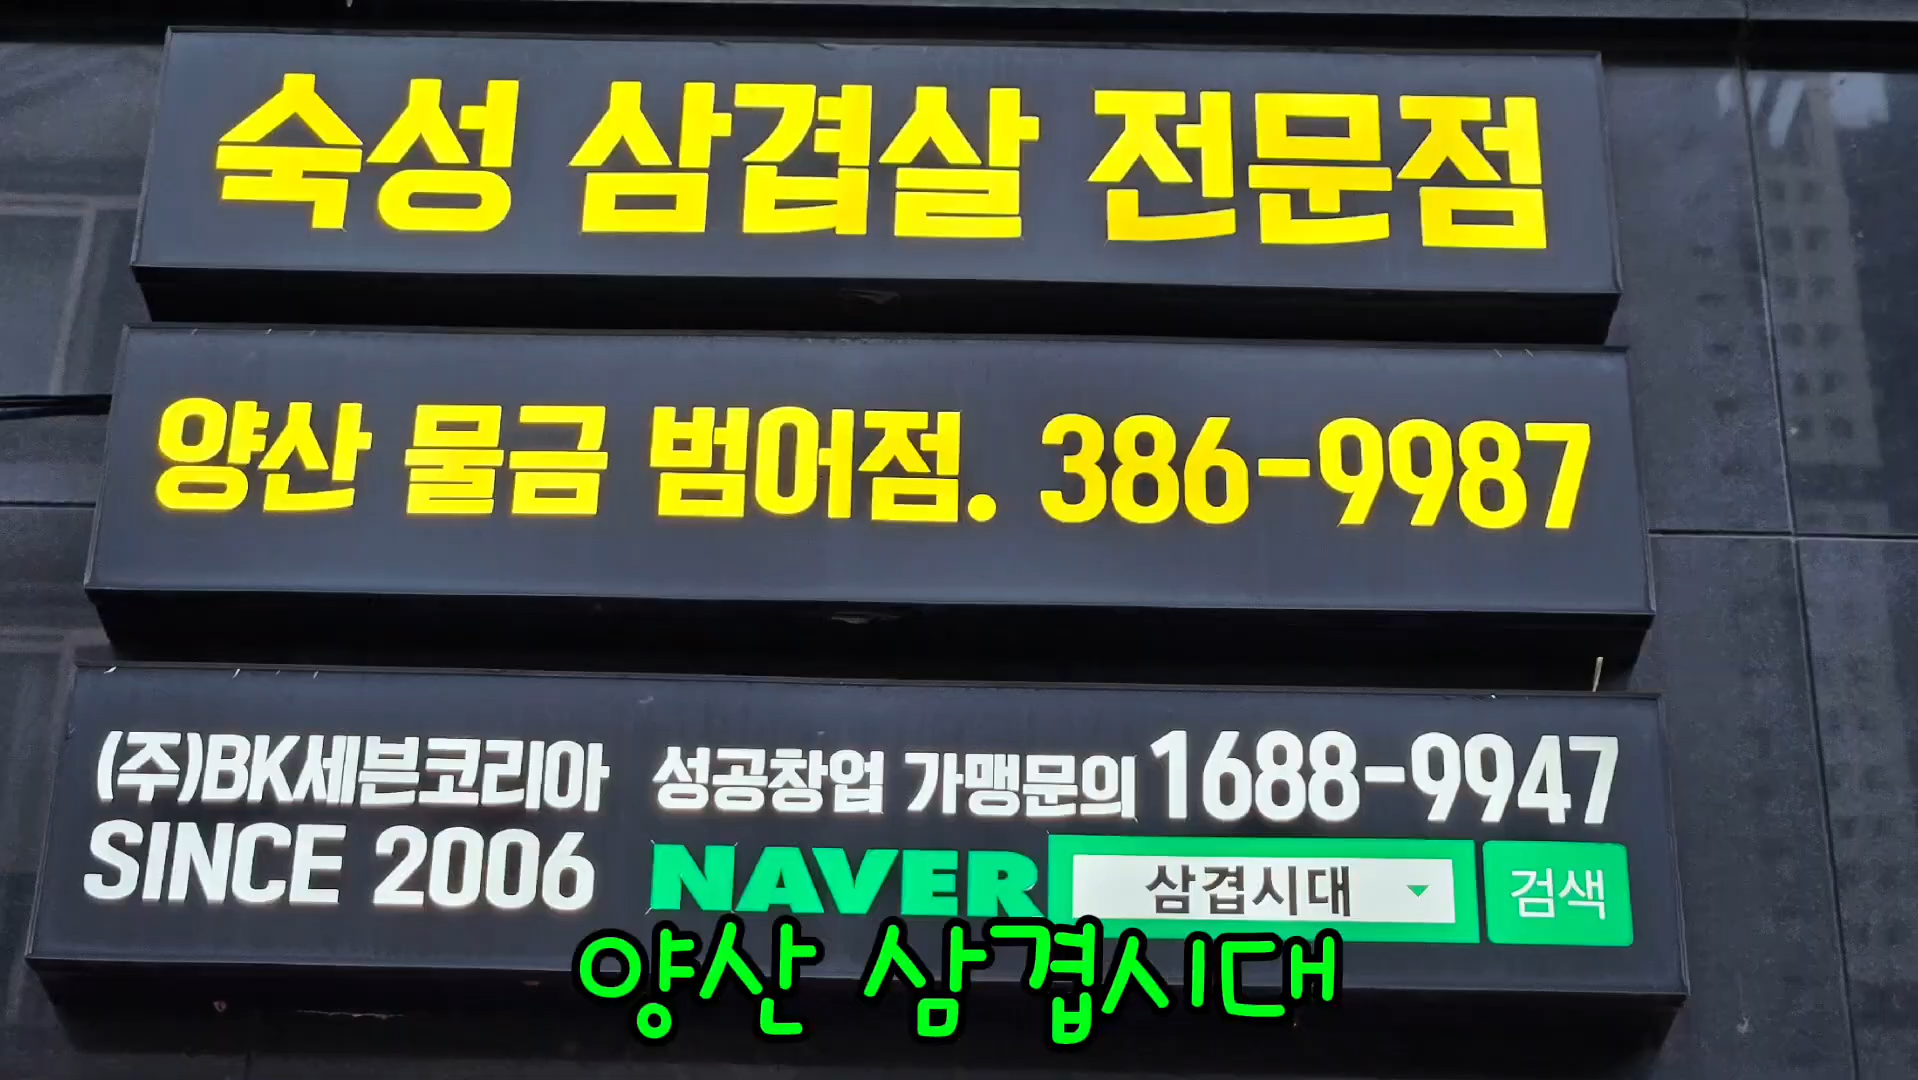 숙성 삼겹살 전문점
양산 물금 범어점. 386-9987
(주)BK세븐코리아 성공창업 가맹문의 1688-9947
SINCE 2006 NAVER 삼겹시대 검색
양산 삼겹시대